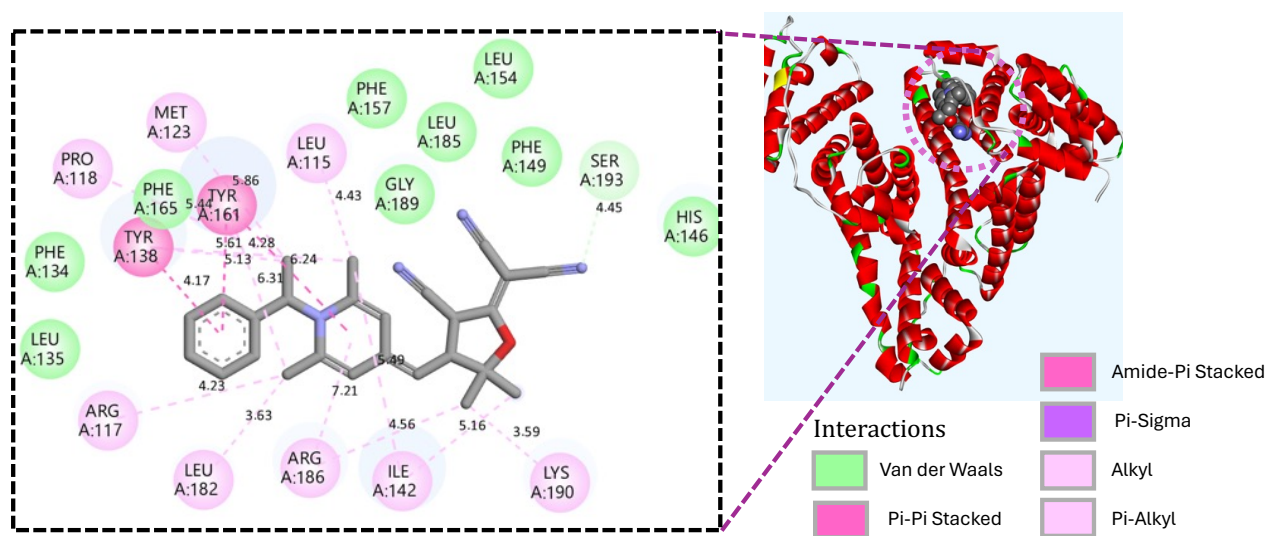 LEU
A:154
PHE
A:157
MET
A:123
LEU
A:185
LEU
A:115
PRO
A:118
PHE
A:149
SER
A:193
PHE
A:165
5.86
TYR
A:161
GLY
A:189
4.43
5.44
4.45
HIS
A:146
TYR
A:138
PHE
A:134
5.61
4.28
5.13
6.24
4.17
6.31
LEU
A:135
5.49
4.23
7.21
ARG
A:117
3.63
4.56
5.16
3.59
LEU
A:182
ARG
A:186
ILE
A:142
LYS
A:190
Interactions
Van der Waals
Pi-Pi Stacked
Amide-Pi Stacked
Pi-Sigma
Alkyl
Pi-Alkyl